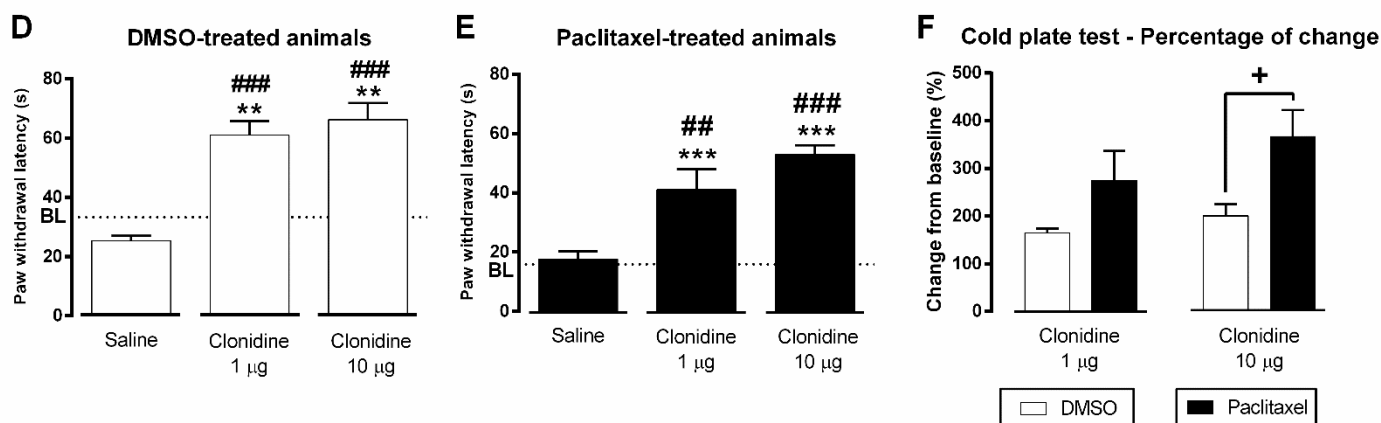 D
DMSO-treated animals
Paw withdrawal latency (s)
80
60
40
20
0
BL
###
**
###
**
Saline
Clonidine
1 μg
Clonidine
10 μg
E
Paclitaxel-treated animals
Paw withdrawal latency (s)
80
60
40
20
0
BL
##
***
###
***
Saline
Clonidine
1 μg
Clonidine
10 μg
F
Cold plate test - Percentage of change
Change from baseline (%)
500
400
300
200
100
0
+
Clonidine
1 μg
Clonidine
10 μg
DMSO
Paclitaxel